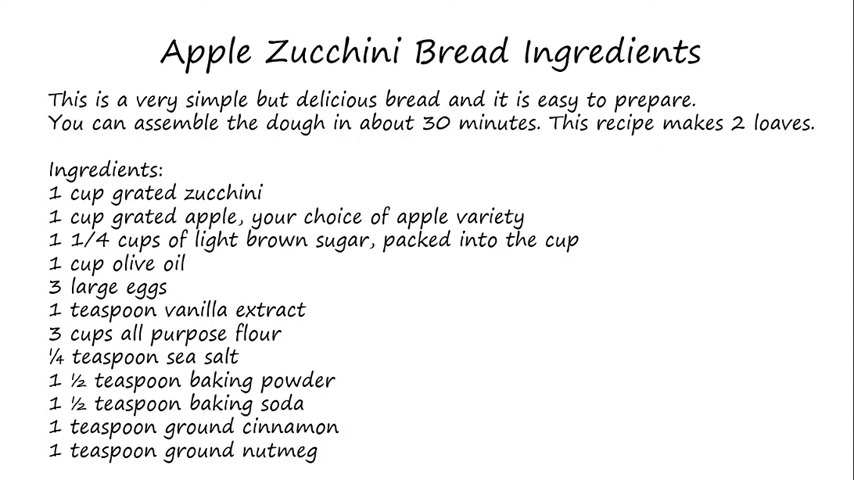 Apple Zucchini Bread Ingredients
This is a very simple but delicious bread and it is easy to prepare.
You can assemble the dough in about 30 minutes. This recipe makes 2 loaves.
Ingredients:
1 cup grated zucchini
1 cup grated apple, your choice of apple variety
1 1/4 cups of light brown sugar, packed into the cup
1 cup olive oil
3 large eggs
1 teaspoon vanilla extract
3 cups all purpose flour
¼ teaspoon sea salt
1 ½ teaspoon baking powder
1 ½ teaspoon baking soda
1 teaspoon ground cinnamon
1 teaspoon ground nutmeg